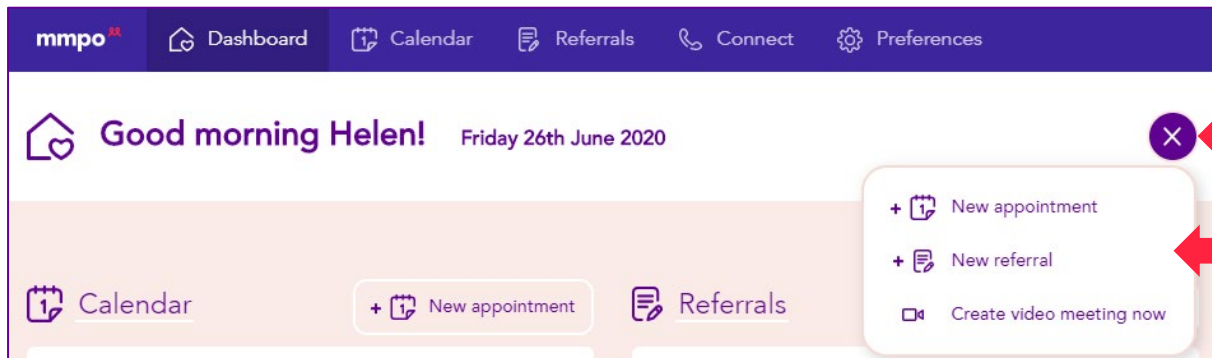 mmpo Dashboard Calendar Referrals Connect Preferences
Good morning Helen! Friday 26th June 2020
+ New appointment
+ New referral
Create video meeting now
Calendar + New appointment Referrals